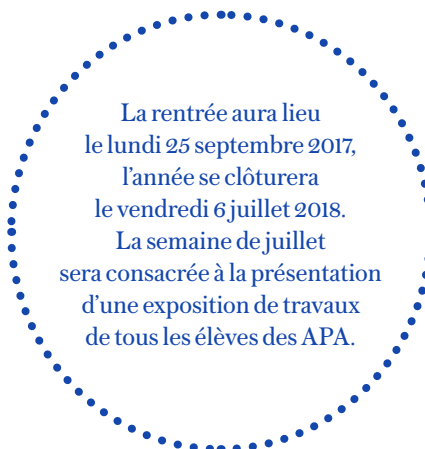 La rentrée aura lieu
le lundi 25 septembre 2017,
l'année se clôturera
le vendredi 6 juillet 2018.
La semaine de juillet
sera consacrée à la présentation
d'une exposition de travaux
de tous les élèves des APA.